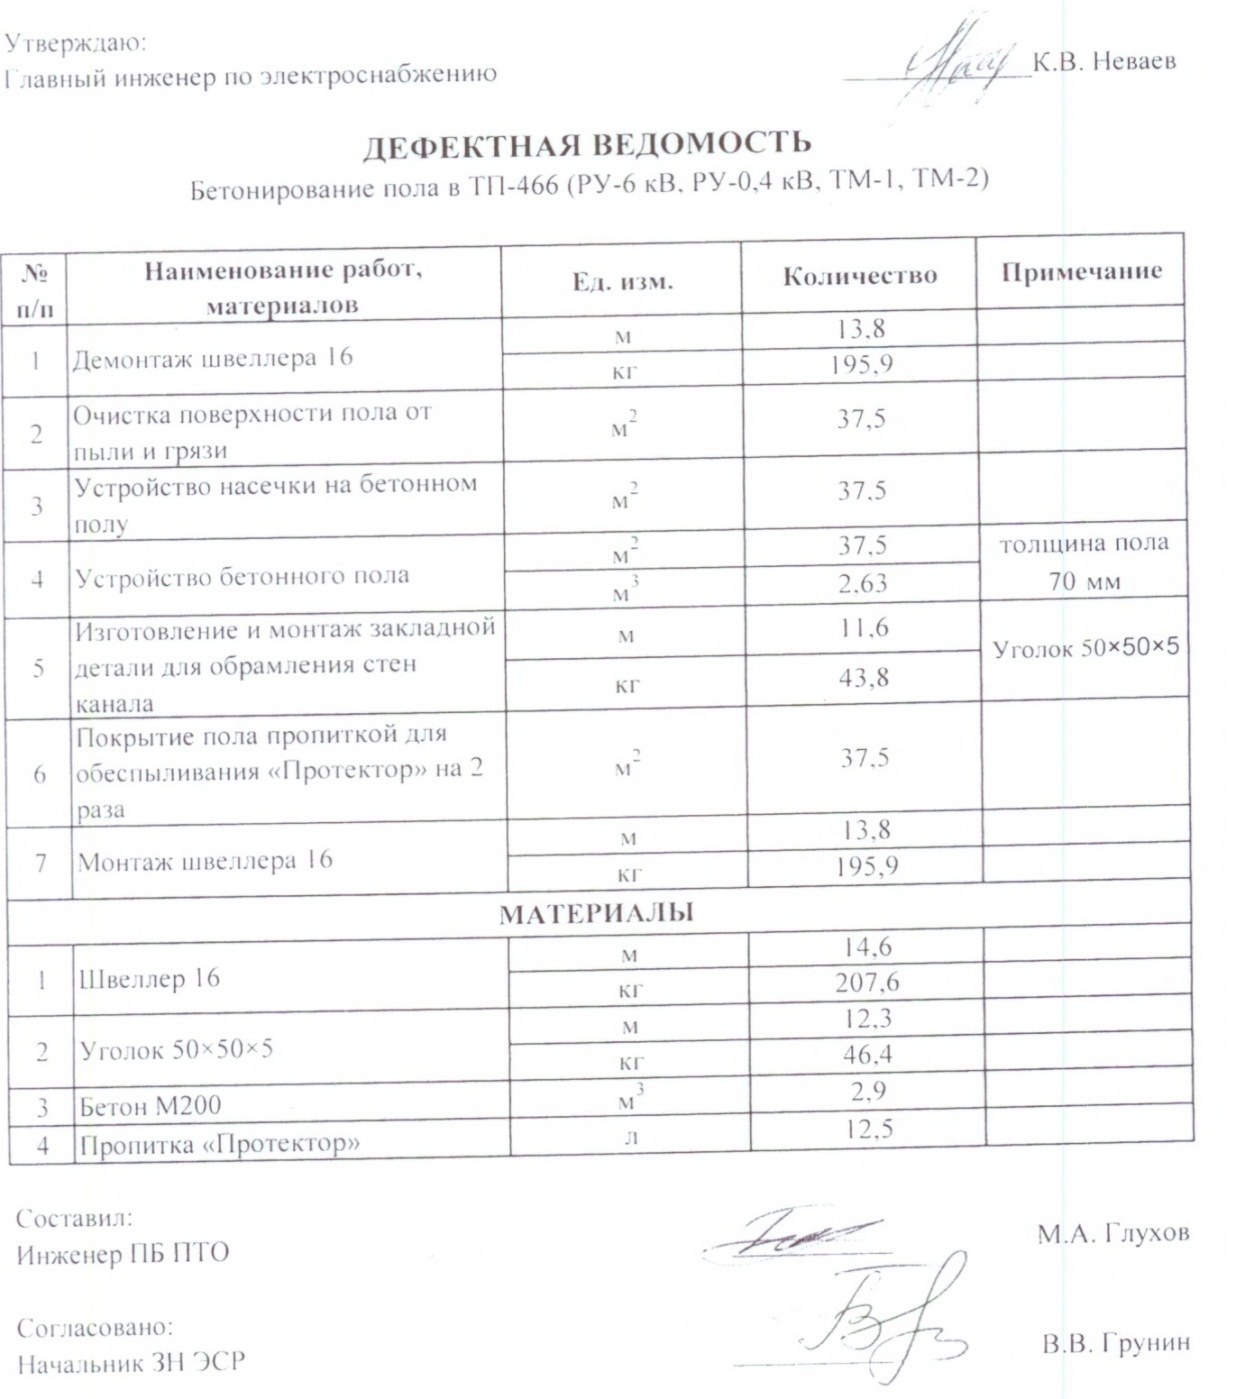 Утверждаю:
Главный инженер по электроснабжению
К.В. Неваев
ДЕФЕКТНАЯ ВЕДОМОСТЬ
Бетонирование пола в ТП-466 (РУ-6 кВ, РУ-0,4 кВ, ТМ-1, ТМ-2)
№ п/п Наименование работ, материалов Ед. изм. Количество Примечание
1 Демонтаж швеллера 16 м 13,8
кг 195,9
2 Очистка поверхности пола от
пыли и грязи м² 37,5
3 Устройство насечки на бетонном
полу м² 37,5
4 Устройство бетонного пола м² 37,5 толщина пола
м³ 2,63 70 мм
5 Изготовление и монтаж закладной
детали для обрамления стен
канала м 11,6 Уголок 50×50×5
кг 43,8
6 Покрытие пола пропиткой для
обеспыливания «Протектор» на 2
раза м² 37,5
7 Монтаж швеллера 16 м 13,8
кг 195,9
МАТЕРИАЛЫ
1 Швеллер 16 м 14,6
кг 207,6
2 Уголок 50×50×5 м 12,3
кг 46,4
3 Бетон М200 м³ 2,9
4 Пропитка «Протектор» л 12,5
Составил:
Инженер ПБ ПТО
М.А. Глухов
Согласовано:
Начальник ЗН ЭСР
В.В. Грунин